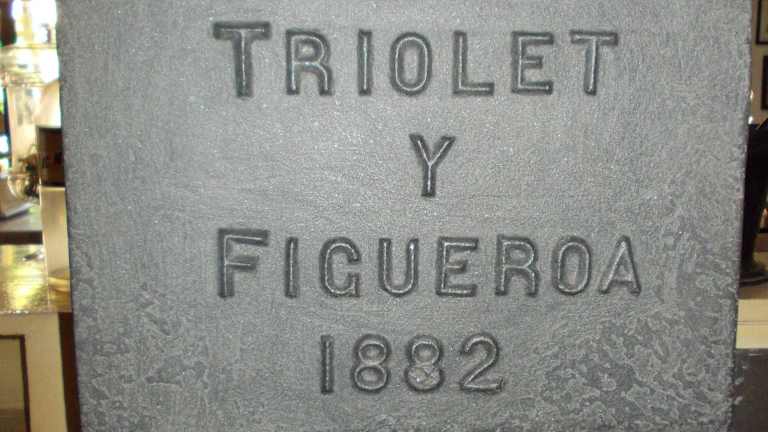 TRIOLET
Y
FIGUEROA
1882